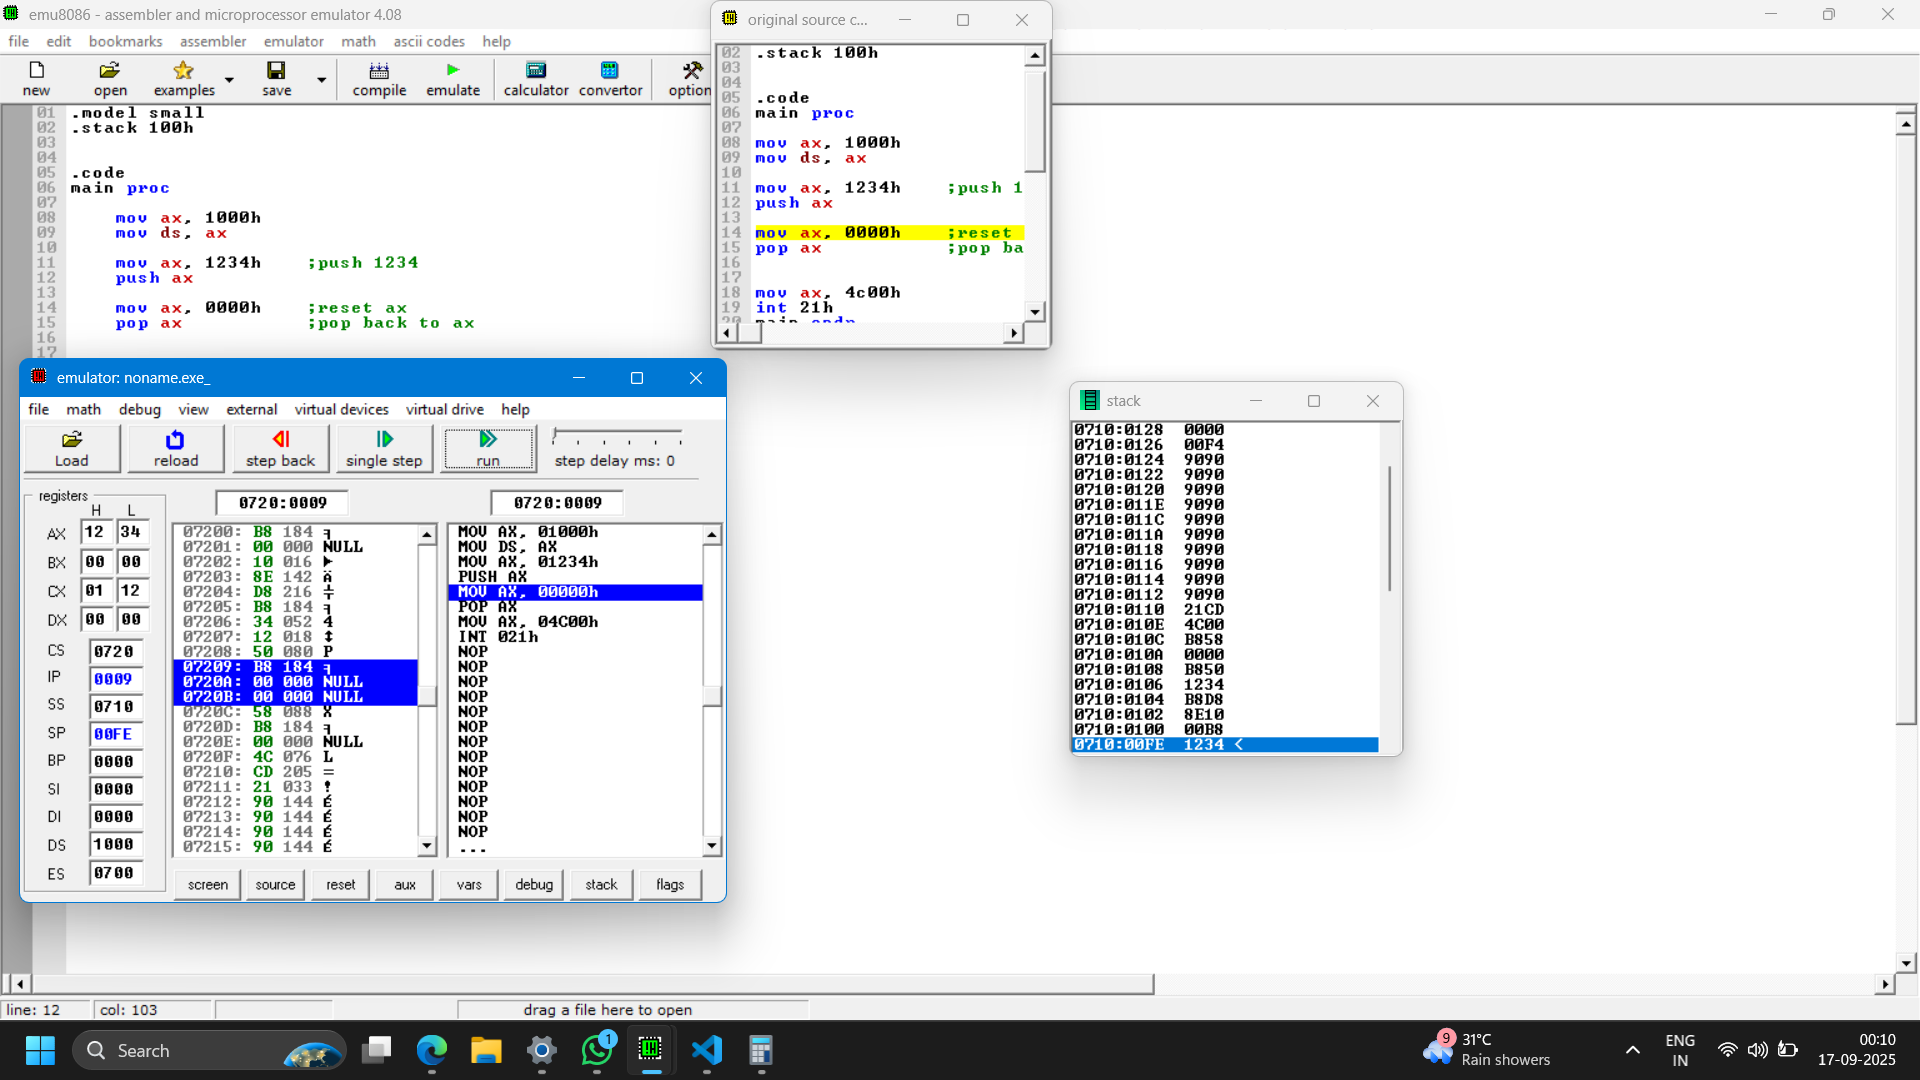 emu8086 - assembler and microprocessor emulator 4.08
file edit bookmarks assembler emulator math ascii codes help
new open examples save compile emulate calculator convertor option
01 .model small
02 .stack 100h
03
04
05 .code
06 main proc
07
08 mov ax, 1000h
09 mov ds, ax
10
11 mov ax, 1234h ;push 1234
12 push ax
13
14 mov ax, 0000h ;reset ax
15 pop ax ;pop back to ax
16
17
original source c...
02 .stack 100h
03
04
05 .code
06 main proc
07
08 mov ax, 1000h
09 mov ds, ax
10
11 mov ax, 1234h ;push 1
12 push ax
13
14 mov ax, 0000h ;reset
15 pop ax ;pop ba
16
17
18 mov ax, 4c00h
19 int 21h
20 main endp
emulator: noname.exe_
file math debug view external virtual devices virtual drive help
Load reload step back single step run step delay ms: 0
registers
H L
AX 12 34
BX 00 00
CX 01 12
DX 00 00
CS 0720
IP 0009
SS 0710
SP 00FE
BP 0000
SI 0000
DI 0000
DS 1000
ES 0700
0720:0009
07200: B8 184 ╕
07201: 00 000 NULL
07202: 10 016 ►
07203: 8E 142 Ä
07204: D8 216 ╪
07205: B8 184 ╕
07206: 34 052 4
07207: 12 018 ↕
07208: 50 080 P
07209: B8 184 ╕
0720A: 00 000 NULL
0720B: 00 000 NULL
0720C: 58 088 X
0720D: B8 184 ╕
0720E: 00 000 NULL
0720F: 4C 076 L
07210: CD 205 =
07211: 21 033 !
07212: 90 144 É
07213: 90 144 É
07214: 90 144 É
07215: 90 144 É
0720:0009
MOV AX, 01000h
MOV DS, AX
MOV AX, 01234h
PUSH AX
MOV AX, 00000h
POP AX
MOV AX, 04C00h
INT 021h
NOP
NOP
NOP
NOP
NOP
NOP
NOP
NOP
NOP
NOP
NOP
NOP
NOP
...
screen source reset aux vars debug stack flags
stack
0710:0128 0000
0710:0126 00F4
0710:0124 9090
0710:0122 9090
0710:0120 9090
0710:011E 9090
0710:011C 9090
0710:011A 9090
0710:0118 9090
0710:0116 9090
0710:0114 9090
0710:0112 9090
0710:0110 21CD
0710:010E 4C00
0710:010C B858
0710:010A 0000
0710:0108 B850
0710:0106 1234
0710:0104 B8D8
0710:0102 8E10
0710:0100 00B8
0710:00FE 1234 <
line: 12 col: 103 drag a file here to open
Search
1
9
31°C
Rain showers
ENG
IN
00:10
17-09-2025